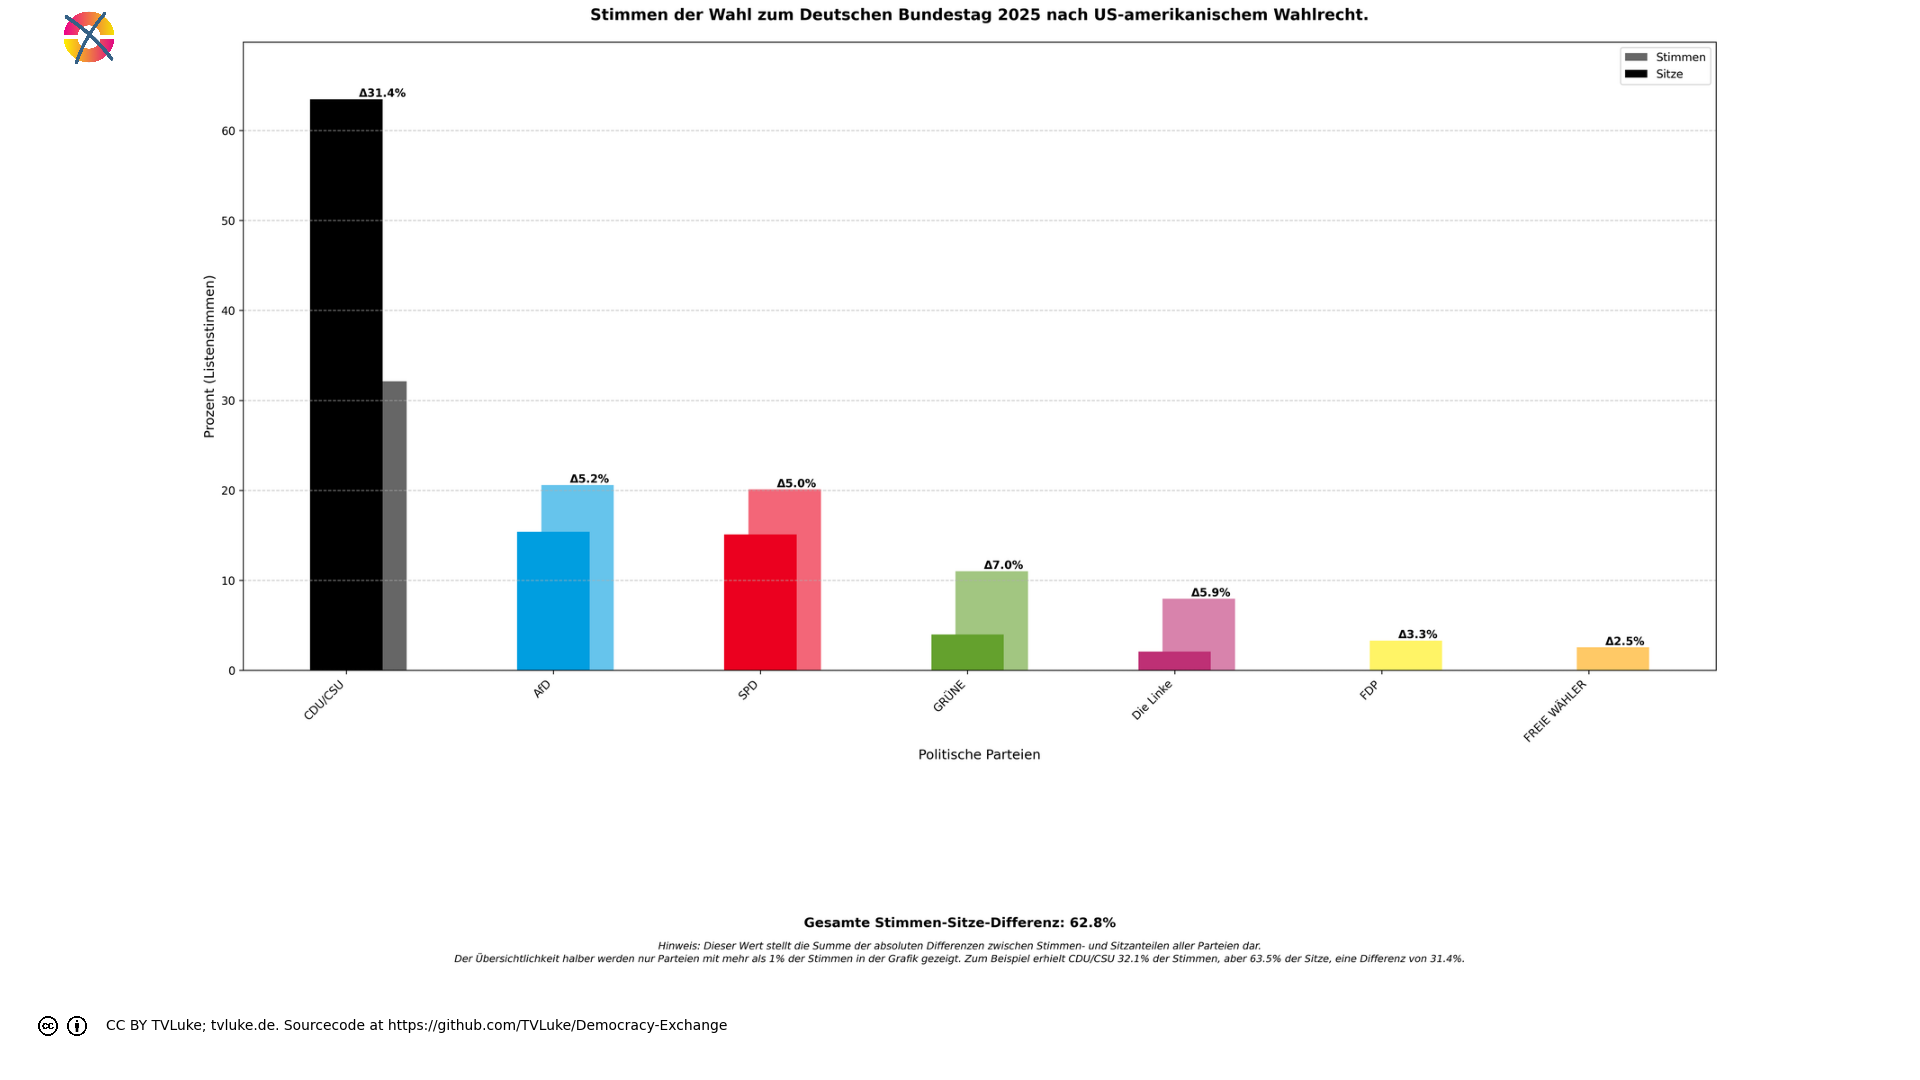 Stimmen der Wahl zum Deutschen Bundestag 2025 nach US-amerikanischem Wahlrecht.
Stimmen
Sitze
Δ31.4%
Δ5.2%
Δ5.0%
Δ7.0%
Δ5.9%
Δ3.3%
Δ2.5%
60
50
40
30
20
10
0
Prozent (Listenstimmen)
CDU/CSU
AfD
SPD
GRÜNE
Die Linke
FDP
FREIE WÄHLER
Politische Parteien
Gesamte Stimmen-Sitze-Differenz: 62.8%
Hinweis: Dieser Wert stellt die Summe der absoluten Differenzen zwischen Stimmen- und Sitzanteilen aller Parteien dar.
Der Übersichtlichkeit halber werden nur Parteien mit mehr als 1% der Stimmen in der Grafik gezeigt. Zum Beispiel erhielt CDU/CSU 32.1% der Stimmen, aber 63.5% der Sitze, eine Differenz von 31.4%.
cc CC BY TVLuke; tvluke.de. Sourcecode at https://github.com/TVLuke/Democracy-Exchange